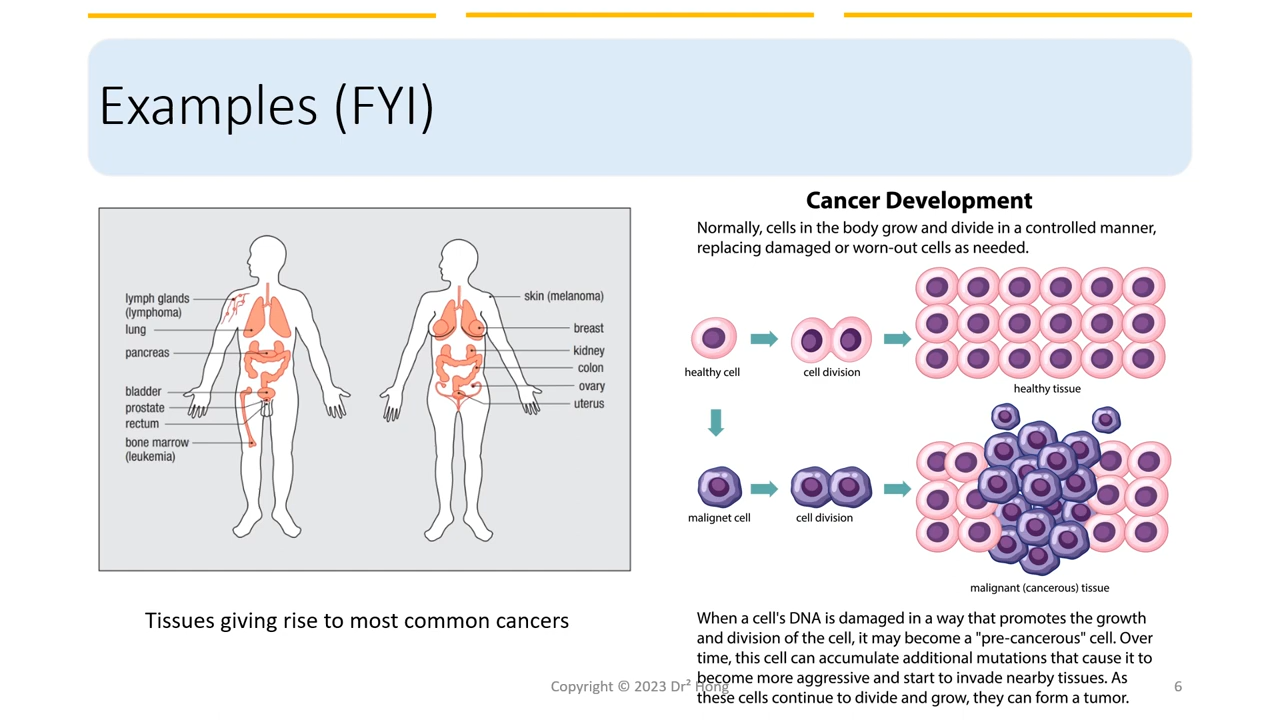 Examples (FYI)
lymph glands
(lymphoma)
lung
pancreas
bladder
prostate
rectum
bone marrow
(leukemia)
skin (melanoma)
breast
kidney
colon
ovary
uterus
Tissues giving rise to most common cancers
Cancer Development
Normally, cells in the body grow and divide in a controlled manner,
replacing damaged or worn-out cells as needed.
healthy cell
cell division
healthy tissue
malignet cell
cell division
malignant (cancerous) tissue
When a cell's DNA is damaged in a way that promotes the growth
and division of the cell, it may become a "pre-cancerous" cell. Over
time, this cell can accumulate additional mutations that cause it to
become more aggressive and start to invade nearby tissues. As
these cells continue to divide and grow, they can form a tumor.
Copyright © 2023 Dr² Hong
6